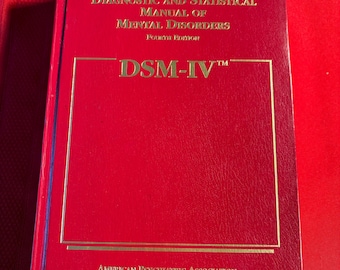 DIAGNOSTIC AND STATISTICAL
MANUAL OF
MENTAL DISORDERS
FOURTH EDITION
DSM-IV™
AMERICAN PSYCHIATRIC ASSOCIATION